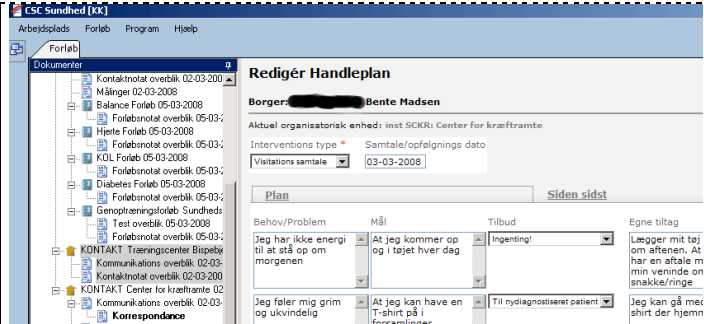 CSC Sundhed [KK]
Arbejdsplads Forløb Program Hjælp
Forløb
Dokumenter
Kontaktnotat overblik 02-03-200
Målinger 02-03-2008
Balance Forløb 05-03-2008
Forløbsnotat overblik 05-03-2
Hjerte Forløb 05-03-2008
Forløbsnotat overblik 05-03-2
KOL Forløb 05-03-2008
Forløbsnotat overblik 05-03-2
Diabetes Forløb 05-03-2008
Forløbsnotat overblik 05-03-2
Genoptræningsforløb Sundheds
Test overblik 05-03-2008
Forløbsnotat overblik 05-03-2
KONTAKT Træningscenter Bispebje
Kommunikations overblik 02-03-
Kontaktnotat overblik 02-03-200
KONTAKT Center for kræftramte 02
Kommunikations overblik 02-03-
Korrespondance
Redigér Handleplan
Borger: Bente Madsen
Aktuel organisatorisk enhed: inst SCKR: Center for kræftramte
Interventions type * Samtale/opfølgnings dato
Visitations samtale 03-03-2008
Plan Siden sidst
Behov/Problem Mål Tilbud Egne tiltag
Jeg har ikke energi At jeg kommer op Ingenting! Lægger mit tøj
til at stå op om og i tøjet hver dag om aftenen. At
morgenen har en aftale m
min veninde om
snakke/ringe
Jeg føler mig grim At jeg kan have en Til nydiagnostiseret patient Jeg kan gå med
og ukvindelig T-shirt på i shirt der hjemm
forsamlinger